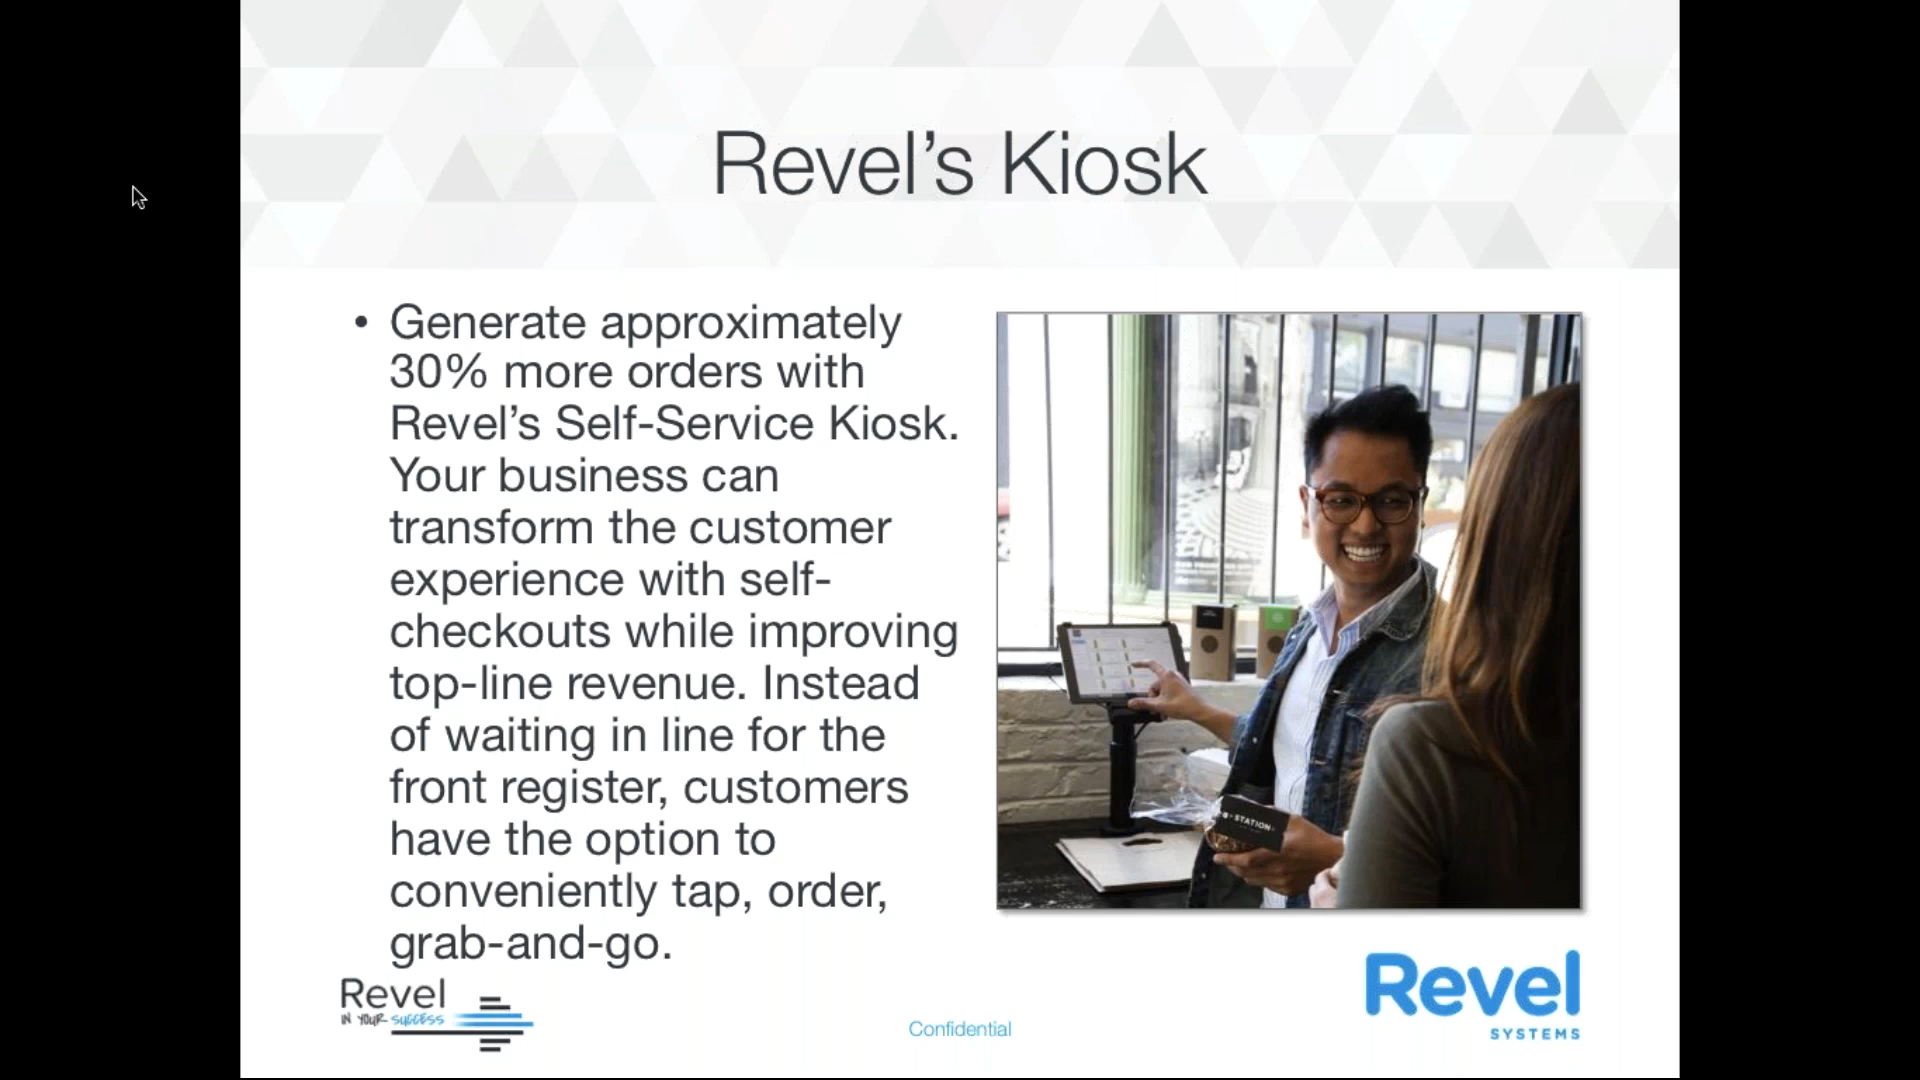 Revel's Kiosk
• Generate approximately
30% more orders with
Revel's Self-Service Kiosk.
Your business can
transform the customer
experience with self-
checkouts while improving
top-line revenue. Instead
of waiting in line for the
front register, customers
have the option to
conveniently tap, order,
grab-and-go.
STATION
Revel
IN YOUR SUCCESS
Confidential
Revel
SYSTEMS